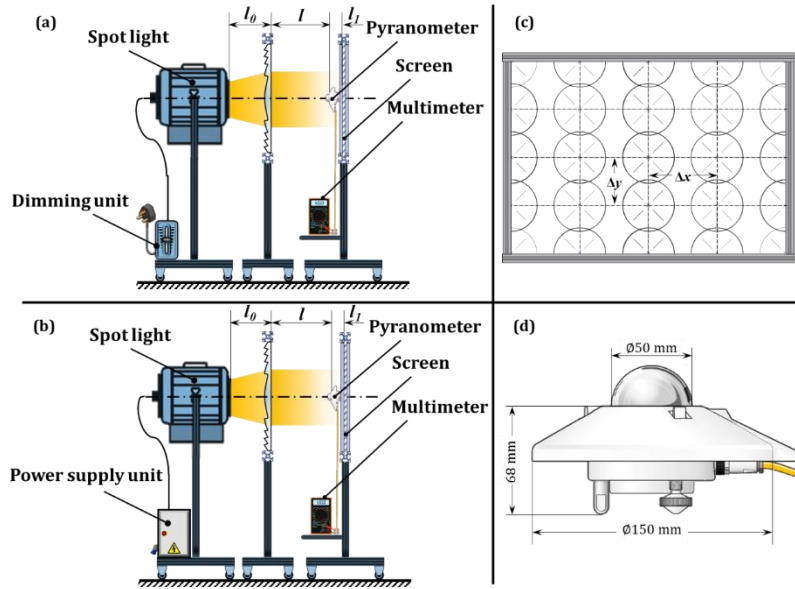 (a)
l₀
l
l₁
Spot light
Pyranometer
Screen
Multimeter
Dimming unit
(b)
l₀
l
l₁
Spot light
Pyranometer
Screen
Multimeter
Power supply unit
(c)
Δy
Δx
(d)
Ø50 mm
68 mm
Ø150 mm